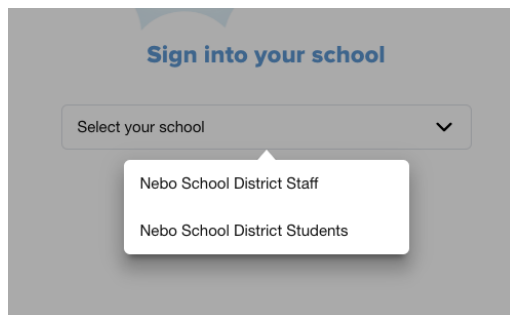 Sign into your school
Select your school
Nebo School District Staff
Nebo School District Students